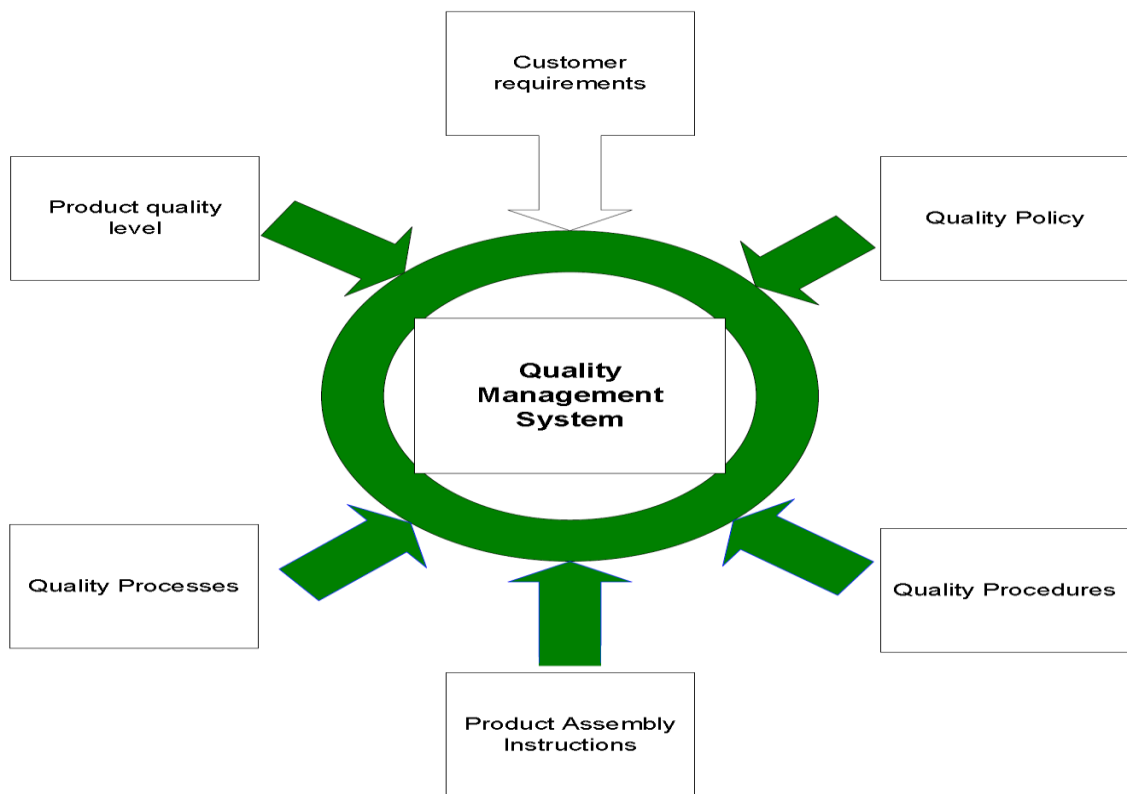 Customer
requirements
Product quality
level
Quality Policy
Quality
Management
System
Quality Processes
Quality Procedures
Product Assembly
Instructions